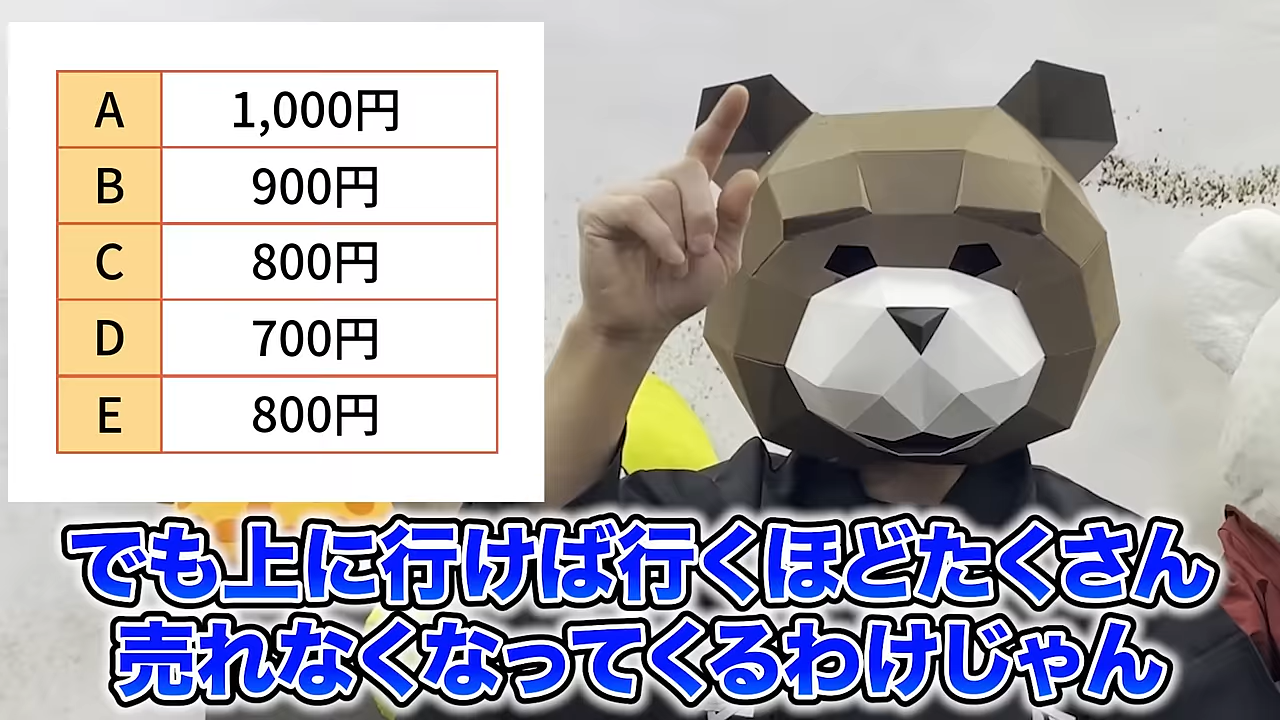 A 1,000円
B 900円
C 800円
D 700円
E 800円
でも上に行けば行くほどたくさん
売れなくなってくるわけじゃん